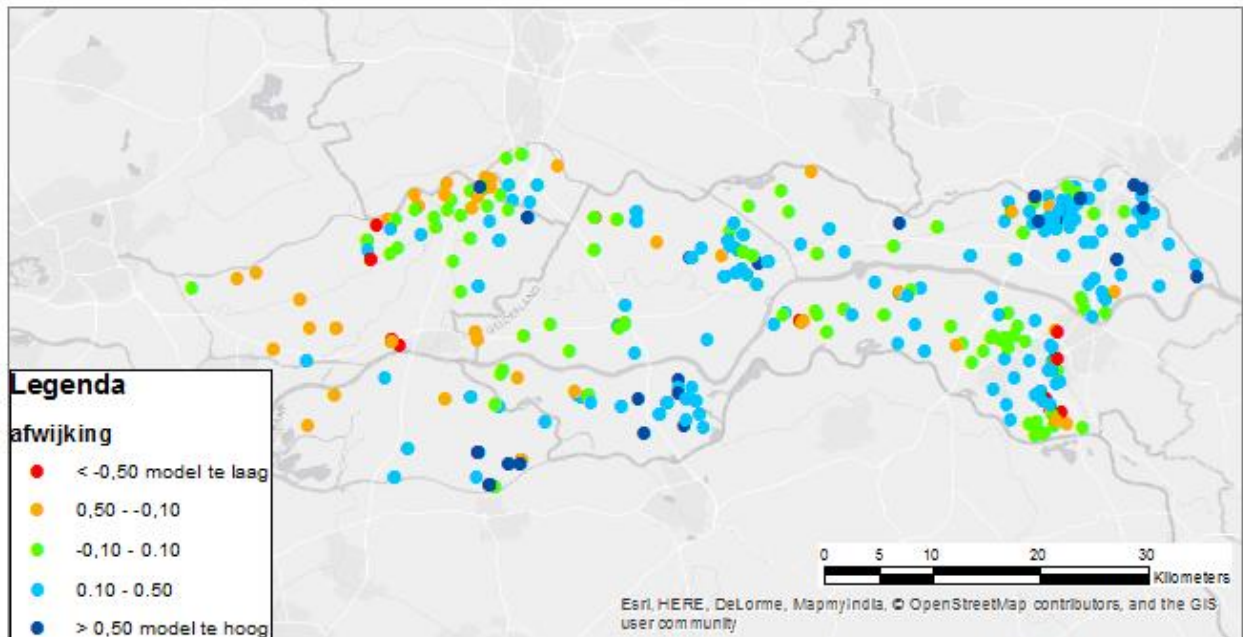 GELDERLAND
Legenda
afwijking
< -0,50 model te laag
0,50 - -0,10
-0,10 - 0.10
0.10 - 0.50
> 0,50 model te hoog
0 5 10 20 30
Kilometers
Esri, HERE, DeLorme, MapmyIndia, © OpenStreetMap contributors, and the GIS
user community